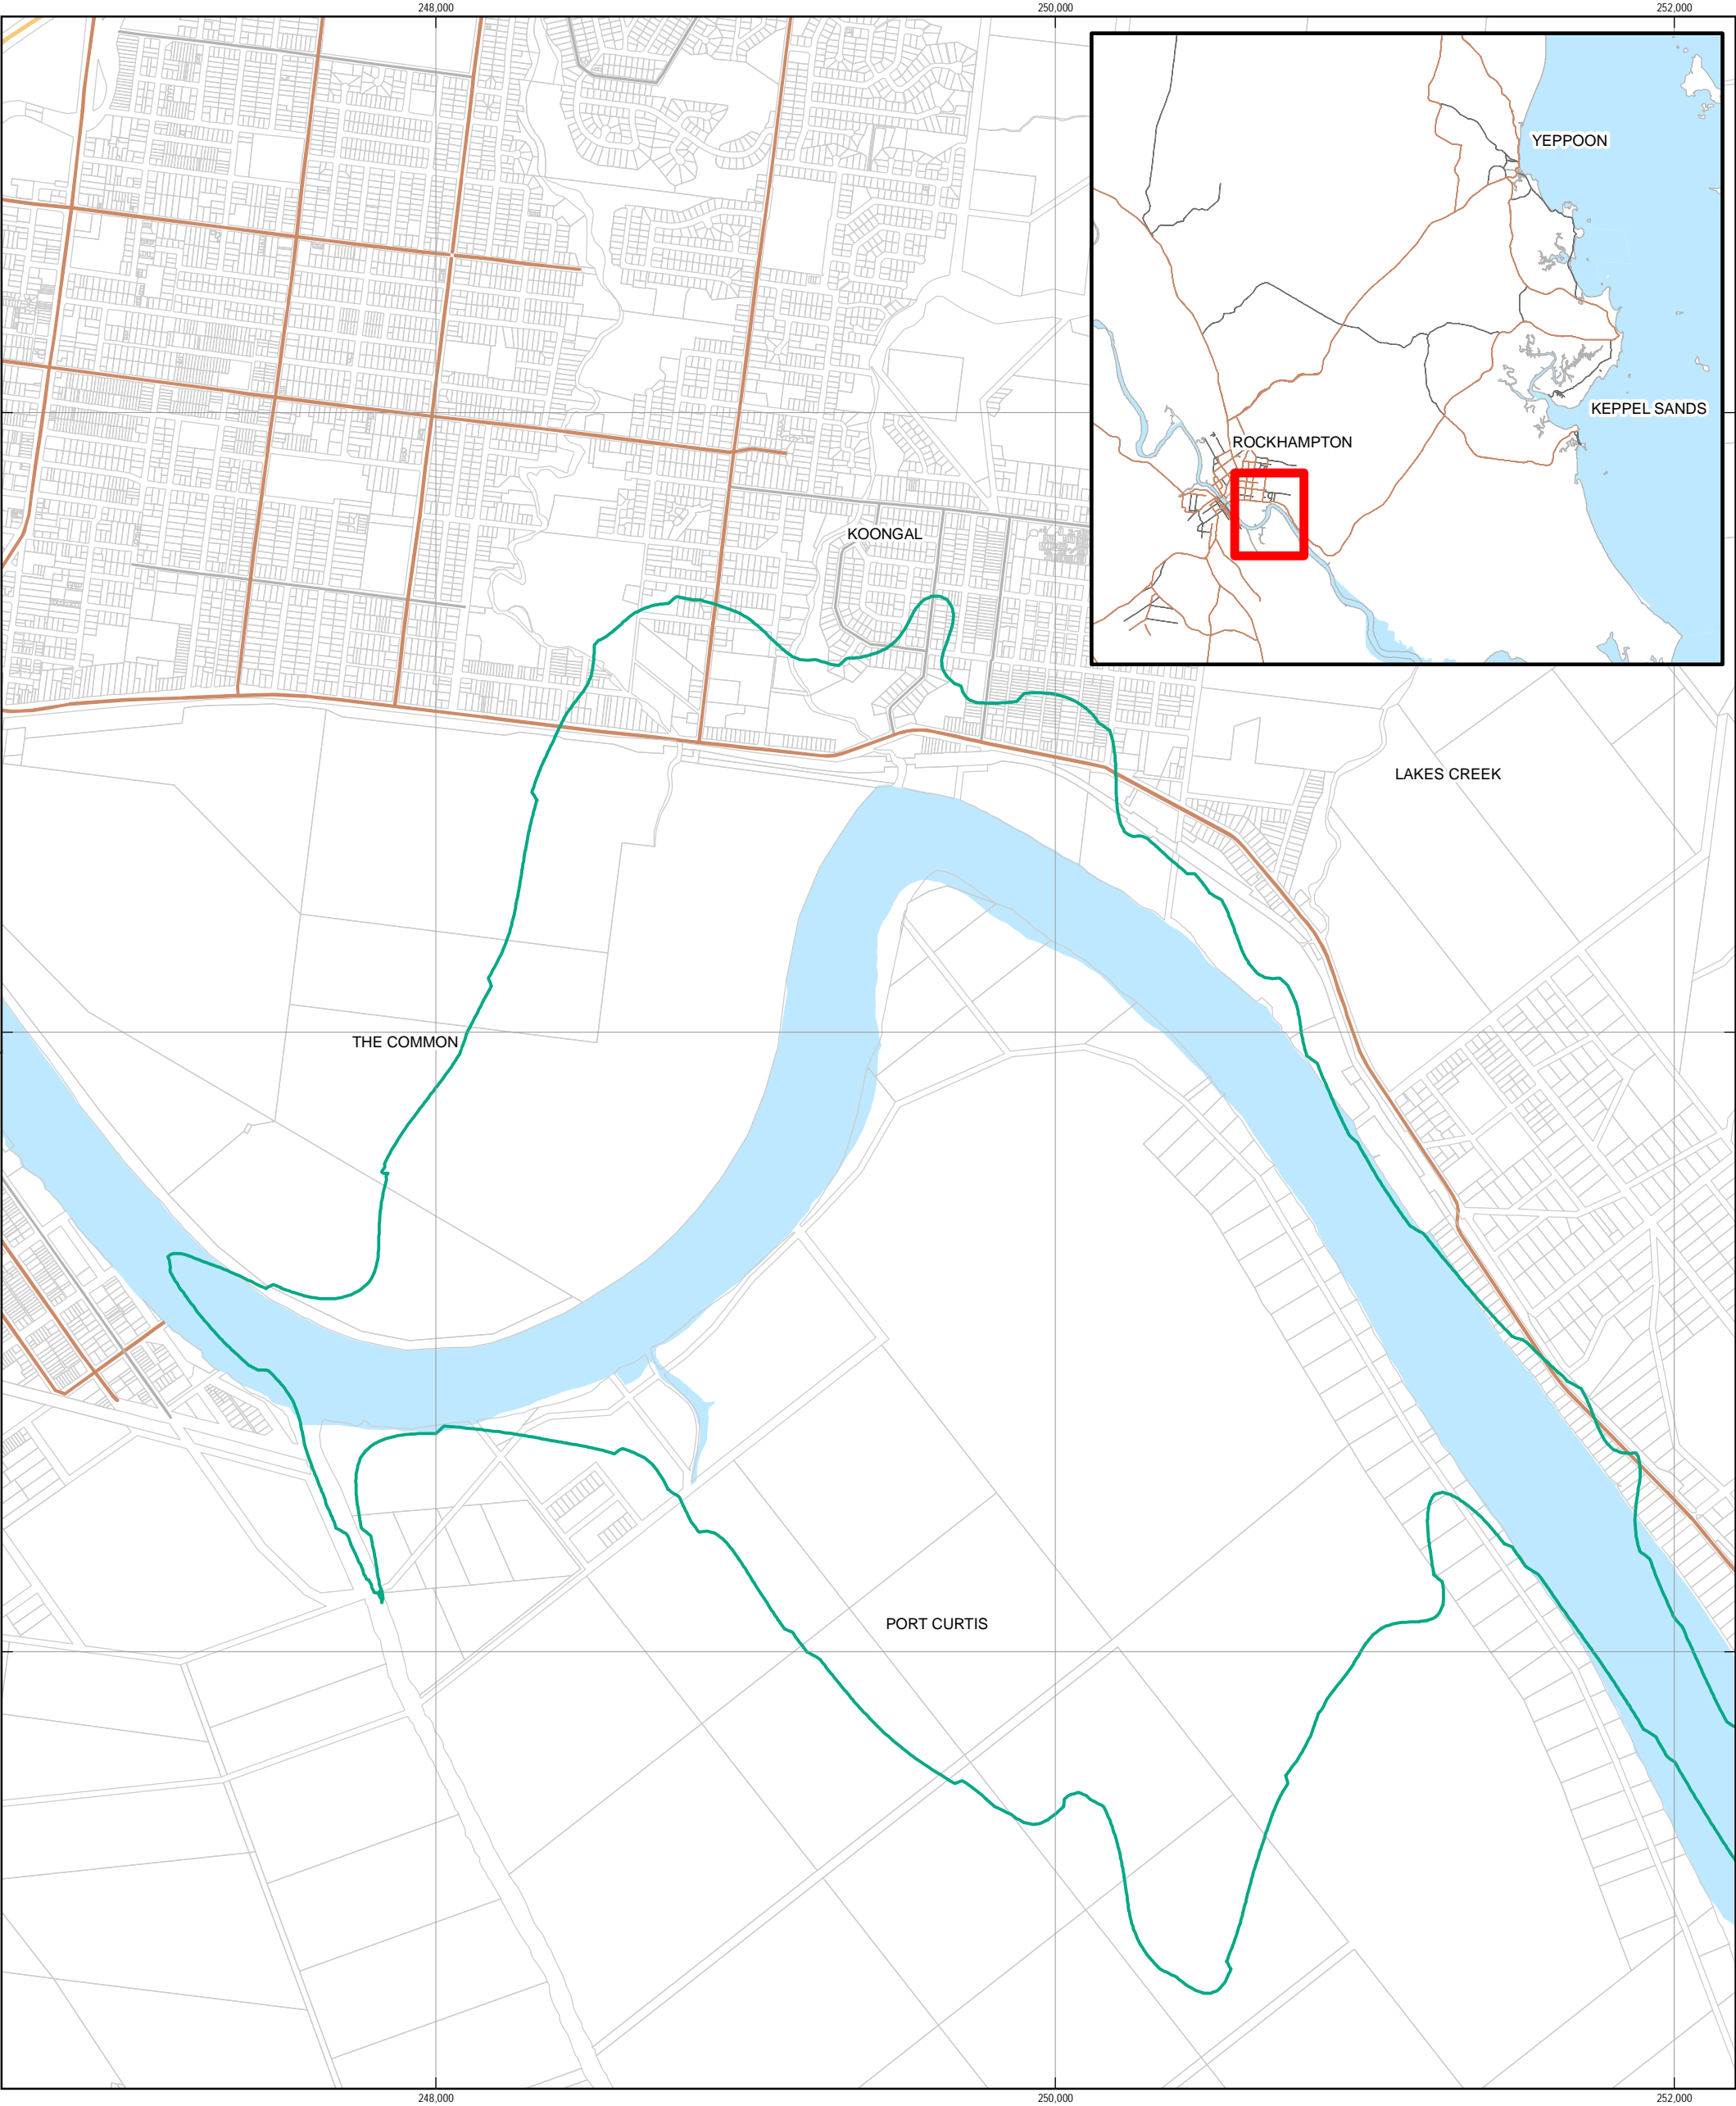 248,000
250,000
252,000
YEPPOON
KEPPEL SANDS
ROCKHAMPTON
KOONGAL
LAKES CREEK
THE COMMON
PORT CURTIS
248,000
250,000
252,000